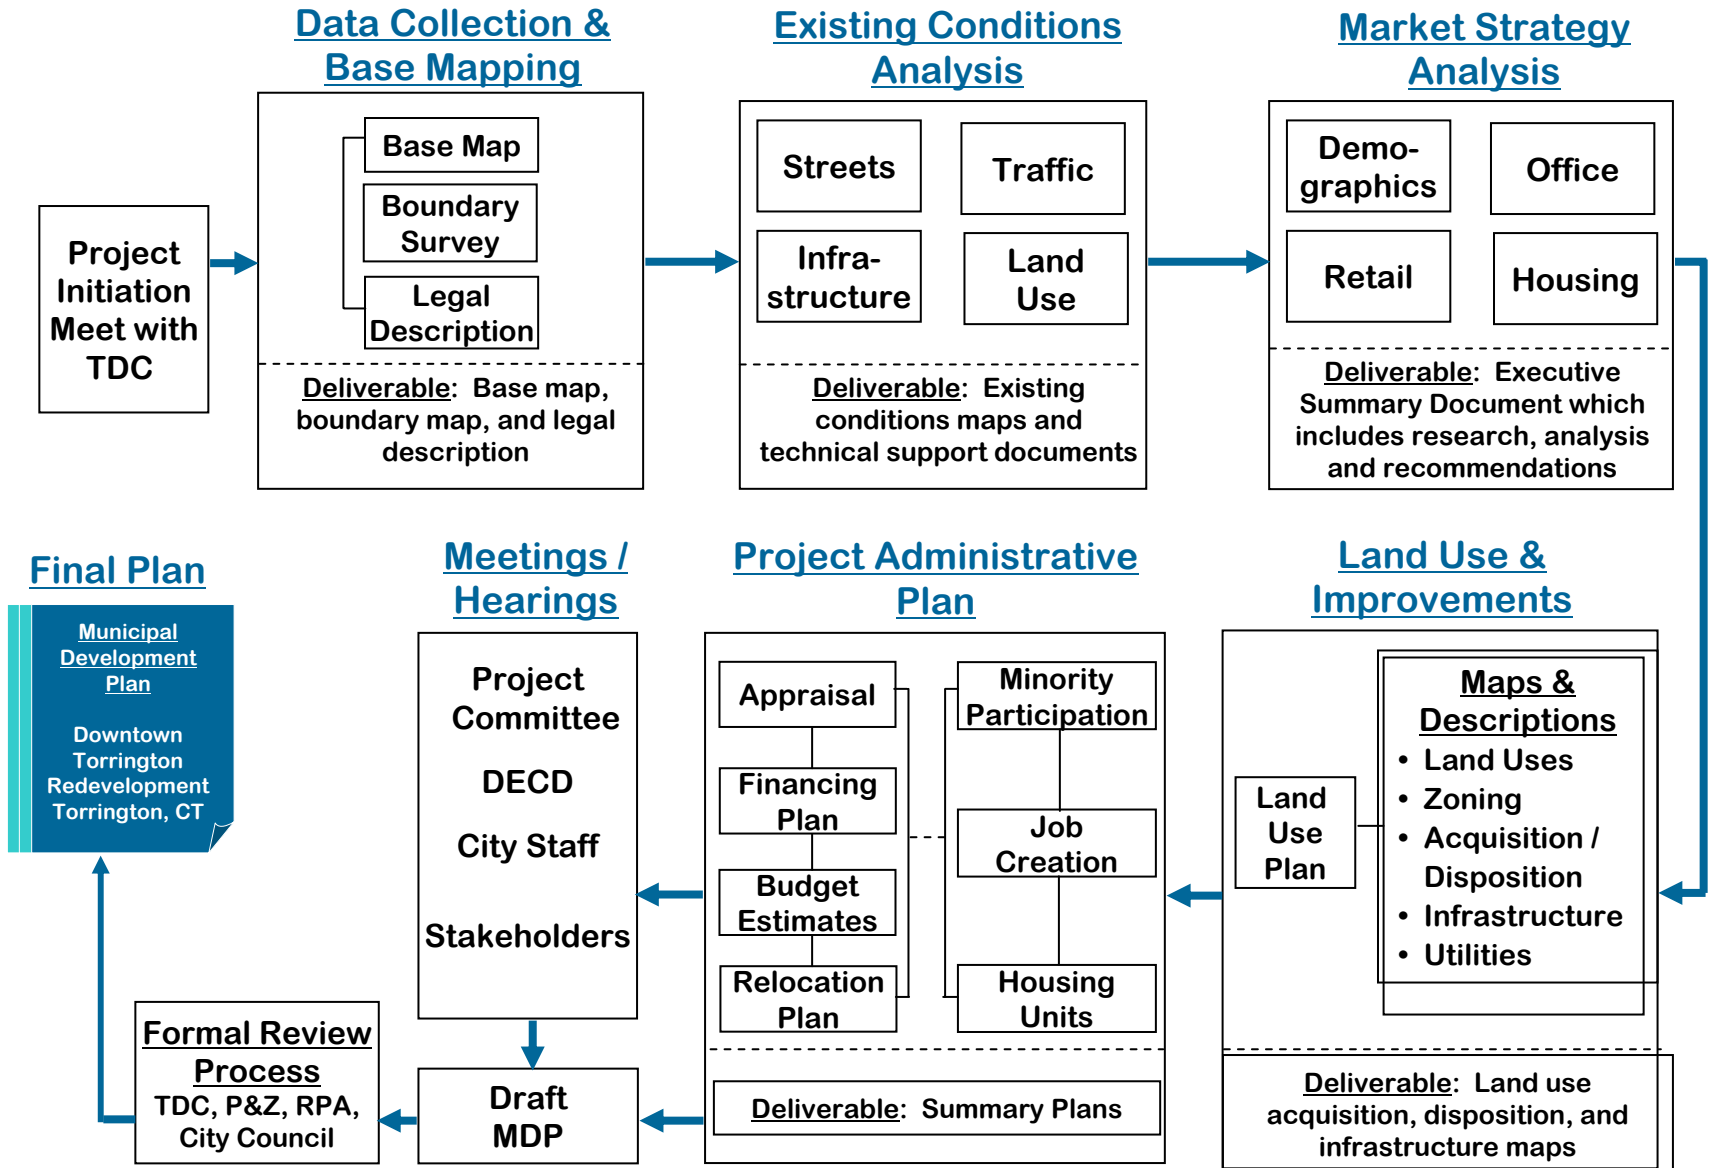 Data Collection &
Base Mapping
Existing Conditions
Analysis
Market Strategy
Analysis
Project
Initiation
Meet with
TDC
Base Map
Boundary
Survey
Legal
Description
Deliverable: Base map,
boundary map, and legal
description
Streets
Traffic
Infra-
structure
Land
Use
Deliverable: Existing
conditions maps and
technical support documents
Demo-
graphics
Office
Retail
Housing
Deliverable: Executive
Summary Document which
includes research, analysis
and recommendations
Land Use &
Improvements
Land
Use
Plan
Maps &
Descriptions
• Land Uses
• Zoning
• Acquisition /
Disposition
• Infrastructure
• Utilities
Deliverable: Land use
acquisition, disposition, and
infrastructure maps
Project Administrative
Plan
Appraisal
Financing
Plan
Budget
Estimates
Relocation
Plan
Minority
Participation
Job
Creation
Housing
Units
Deliverable: Summary Plans
Meetings /
Hearings
Project
Committee
DECD
City Staff
Stakeholders
Draft
MDP
Formal Review
Process
TDC, P&Z, RPA,
City Council
Final Plan
Municipal
Development
Plan
Downtown
Torrington
Redevelopment
Torrington, CT